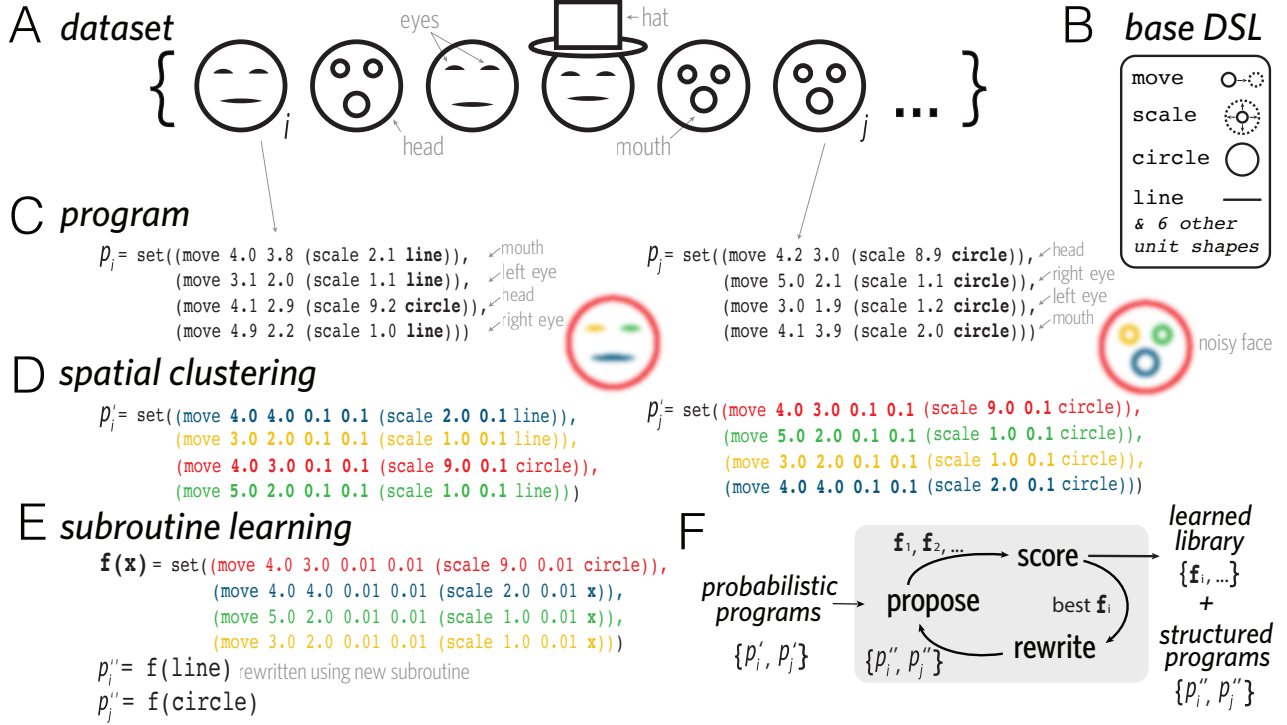 A dataset
eyes
hat
{
i
j
... }
head
mouth
B base DSL
move
scale
circle
line
& 6 other
unit shapes
C program
pᵢ= set((move 4.0 3.8 (scale 2.1 line)),
(move 3.1 2.0 (scale 1.1 line)),
(move 4.1 2.9 (scale 9.2 circle)),
(move 4.9 2.2 (scale 1.0 line)))
mouth
left eye
head
right eye
pⱼ= set((move 4.2 3.0 (scale 8.9 circle)),
(move 5.0 2.1 (scale 1.1 circle)),
(move 3.0 1.9 (scale 1.2 circle)),
(move 4.1 3.9 (scale 2.0 circle)))
head
right eye
left eye
mouth
noisy face
D spatial clustering
pᵢ′= set((move 4.0 4.0 0.1 0.1 (scale 2.0 0.1 line)),
(move 3.0 2.0 0.1 0.1 (scale 1.0 0.1 line)),
(move 4.0 3.0 0.1 0.1 (scale 9.0 0.1 circle)),
(move 5.0 2.0 0.1 0.1 (scale 1.0 0.1 line)))
pⱼ′= set((move 4.0 3.0 0.1 0.1 (scale 9.0 0.1 circle)),
(move 5.0 2.0 0.1 0.1 (scale 1.0 0.1 circle)),
(move 3.0 2.0 0.1 0.1 (scale 1.0 0.1 circle)),
(move 4.0 4.0 0.1 0.1 (scale 2.0 0.1 circle)))
E subroutine learning
f(x) = set((move 4.0 3.0 0.01 0.01 (scale 9.0 0.01 circle)),
(move 4.0 4.0 0.01 0.01 (scale 2.0 0.01 x)),
(move 5.0 2.0 0.01 0.01 (scale 1.0 0.01 x)),
(move 3.0 2.0 0.01 0.01 (scale 1.0 0.01 x)))
pᵢ′′= f(line) rewritten using new subroutine
pⱼ′′= f(circle)
F
probabilistic
programs
{pᵢ′, pⱼ′}
f₁, f₂, ...
score
propose
best fᵢ
rewrite
{pᵢ′′, pⱼ′′}
learned
library
{fᵢ, ...}
+
structured
programs
{pᵢ′′, pⱼ′′}